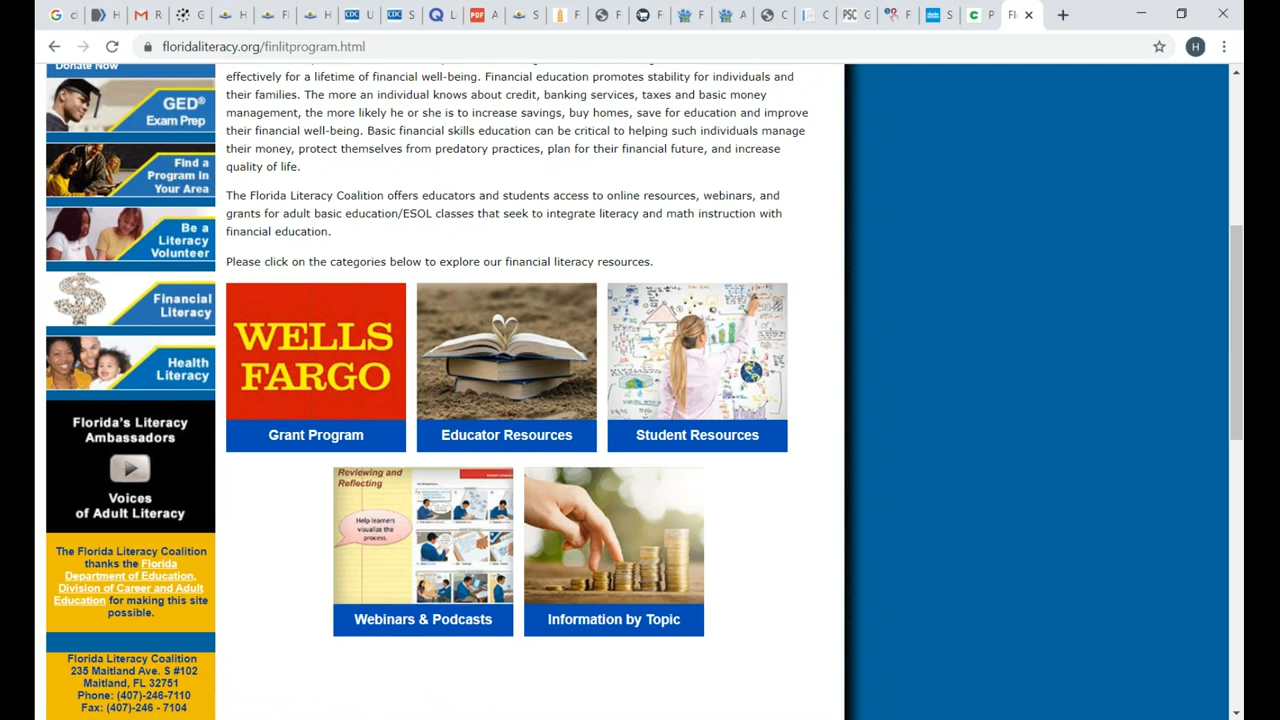 G d
H
M R
G
H
Fl
H
CDC U
CDC S
Q L
PDF A
S
F
F
F
F
A
C
C
PSC G
F
S
C P
Fl
floridaliteracy.org/finlitprogram.html
H
Donate Now
GED®
Exam Prep
Find a
Program in
Your Area
Be a
Literacy
Volunteer
Financial
Literacy
Health
Literacy
Florida's Literacy
Ambassadors
Voices
of Adult Literacy
The Florida Literacy Coalition
thanks the Florida
Department of Education,
Division of Career and Adult
Education for making this site
possible.
Florida Literacy Coalition
235 Maitland Ave. S #102
Maitland, FL 32751
Phone: (407)-246-7110
Fax: (407)-246 - 7104
effectively for a lifetime of financial well-being. Financial education promotes stability for individuals and
their families. The more an individual knows about credit, banking services, taxes and basic money
management, the more likely he or she is to increase savings, buy homes, save for education and improve
their financial well-being. Basic financial skills education can be critical to helping such individuals manage
their money, protect themselves from predatory practices, plan for their financial future, and increase
quality of life.
The Florida Literacy Coalition offers educators and students access to online resources, webinars, and
grants for adult basic education/ESOL classes that seek to integrate literacy and math instruction with
financial education.
Please click on the categories below to explore our financial literacy resources.
WELLS
FARGO
Grant Program
Educator Resources
Student Resources
Reviewing and
Reflecting
Help learners
visualize the
process.
Webinars & Podcasts
Information by Topic